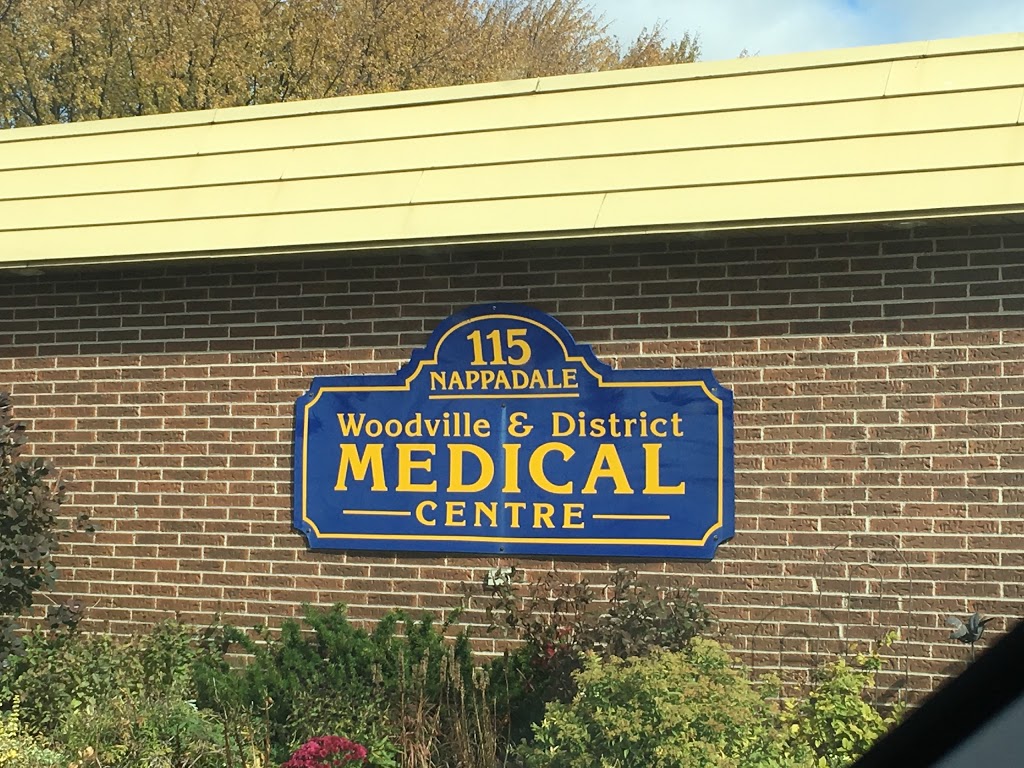 115
NAPPADALE
Woodville & District
MEDICAL
CENTRE